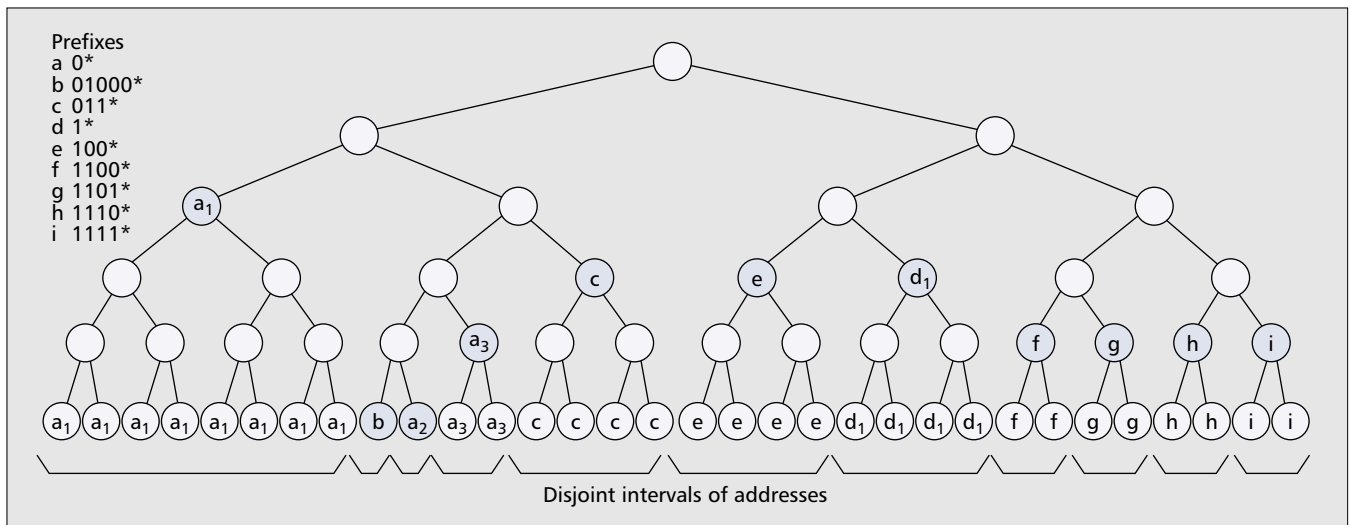 Prefixes
a 0*
b 01000*
c 011*
d 1*
e 100*
f 1100*
g 1101*
h 1110*
i 1111*
a₁
c e d₁
a₃ f g h i
a₁ a₁ a₁ a₁ a₁ a₁ a₁ a₁ b a₂ a₃ a₃ c c c c e e e e d₁ d₁ d₁ d₁ f f g g h h i i
Disjoint intervals of addresses